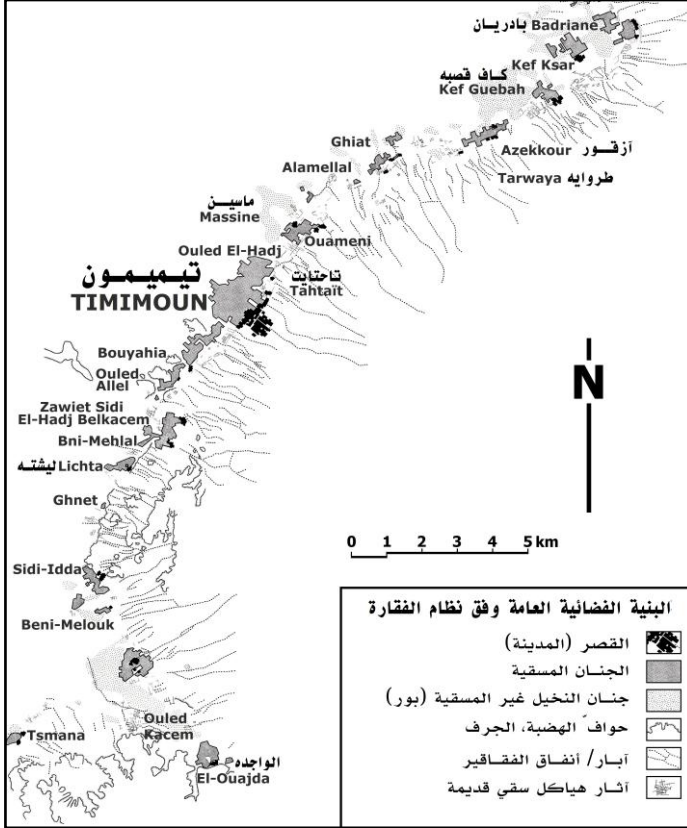 بادريان Badriane
Kef Ksar
كاف قصبه
Kef Guebah
Ghiat
Azekkour آزقور
Alamellal
Tarwaya طروايه
ماسين
Massine
Ouameni
Ouled El-Hadj
تاحتايت
Tahtaït
تيميمون
TIMIMOUN
Bouyahia
Ouled
Allel
N
Zawiet Sidi
El-Hadj Belkacem
Bni-Mehlal
ليشته Lichta
Ghnet
0 1 2 3 4 5 km
Sidi-Idda
Beni-Melouk
Ouled
Kacem
Tsmana
الواجده
El-Ouajda
البنية الفضائية العامة وفق نظام الفقارة
القصر (المدينة)
الجنان المسقية
جنان النخيل غير المسقية (بور)
حوافّ الهضبة، الجرف
آبار/ أنفاق الفقاقير
آثار هياكل سقي قديمة